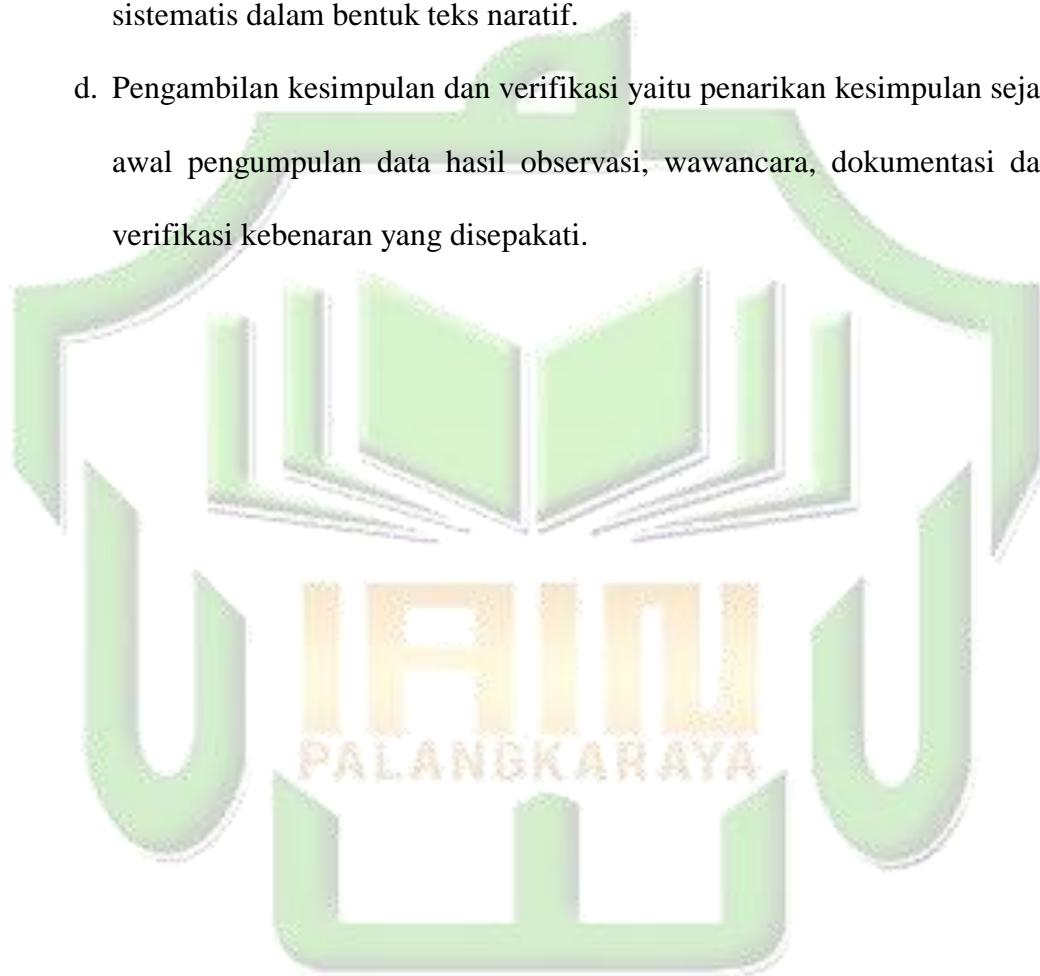 sistematis dalam bentuk teks naratif.
d. Pengambilan kesimpulan dan verifikasi yaitu penarikan kesimpulan seja
awal pengumpulan data hasil observasi, wawancara, dokumentasi da
verifikasi kebenaran yang disepakati.
IAIN
PALANGKARAYA